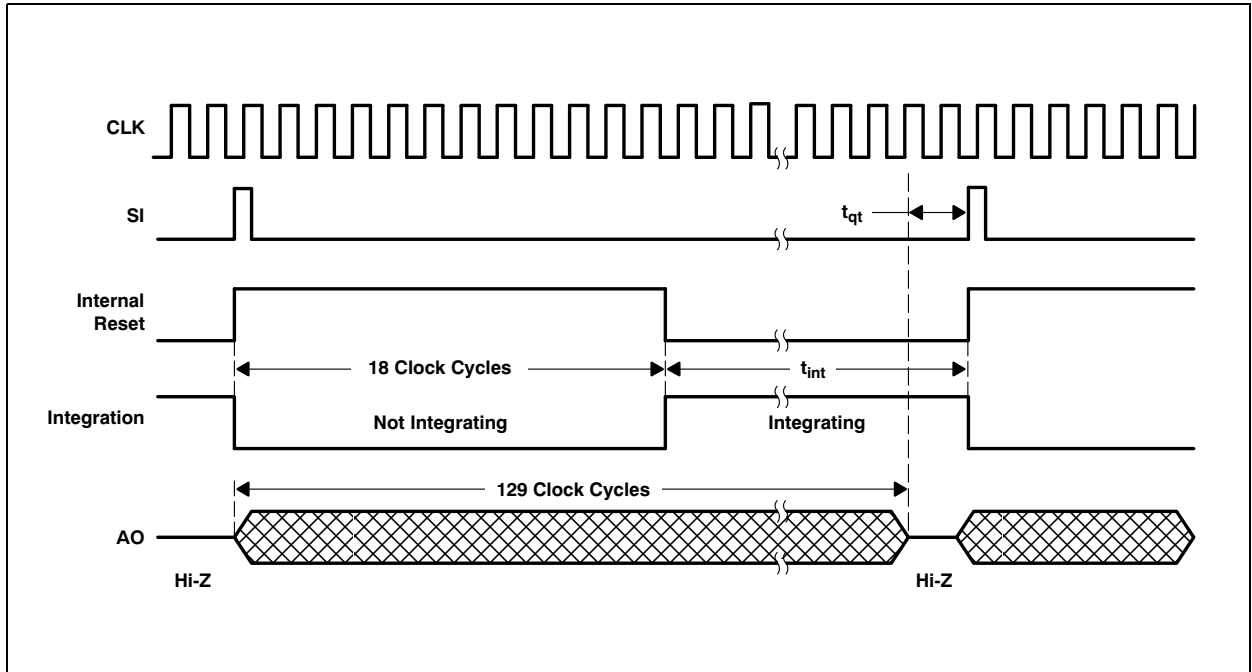 CLK
SI
t_qt
Internal
Reset
18 Clock Cycles
t_int
Integration
Not Integrating
Integrating
129 Clock Cycles
AO
Hi-Z
Hi-Z